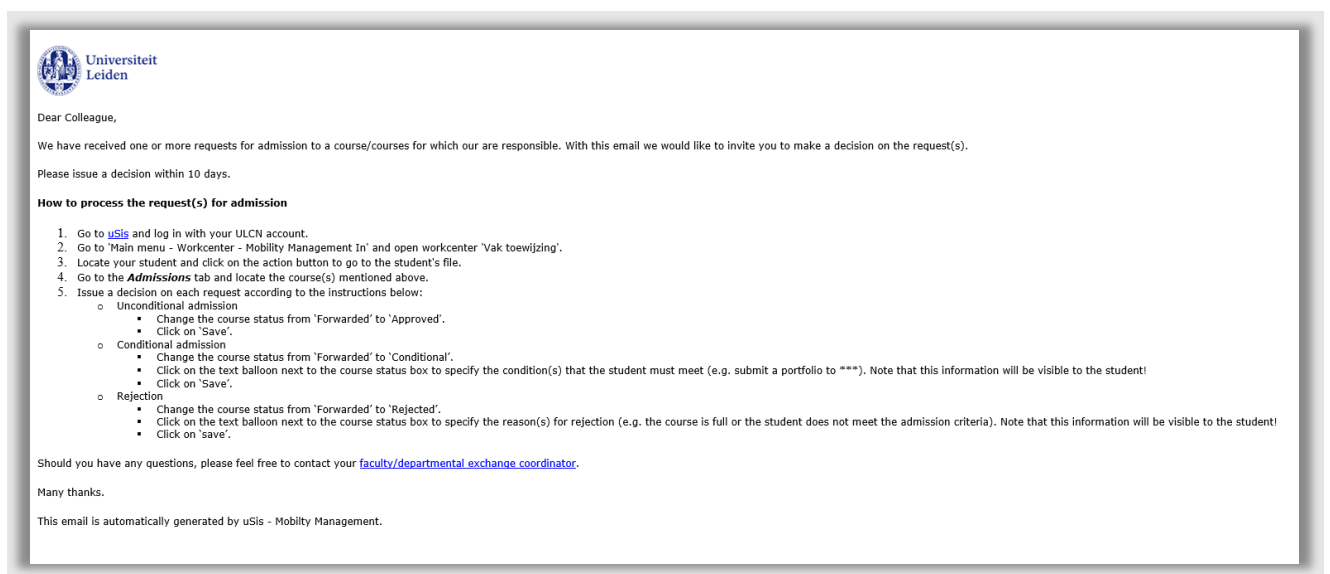 Universiteit
Leiden
Dear Colleague,
We have received one or more requests for admission to a course/courses for which our are responsible. With this email we would like to invite you to make a decision on the request(s).
Please issue a decision within 10 days.
How to process the request(s) for admission
1. Go to uSis and log in with your ULCN account.
2. Go to 'Main menu - Workcenter - Mobility Management In' and open workcenter 'Vak toewijzing'.
3. Locate your student and click on the action button to go to the student's file.
4. Go to the Admissions tab and locate the course(s) mentioned above.
5. Issue a decision on each request according to the instructions below:
o Unconditional admission
▪ Change the course status from `Forwarded' to `Approved'.
▪ Click on `Save'.
o Conditional admission
▪ Change the course status from `Forwarded' to `Conditional'.
▪ Click on the text balloon next to the course status box to specify the condition(s) that the student must meet (e.g. submit a portfolio to ***). Note that this information will be visible to the student!
▪ Click on `Save'.
o Rejection
▪ Change the course status from `Forwarded' to `Rejected'.
▪ Click on the text balloon next to the course status box to specify the reason(s) for rejection (e.g. the course is full or the student does not meet the admission criteria). Note that this information will be visible to the student!
▪ Click on `save'.
Should you have any questions, please feel free to contact your faculty/departmental exchange coordinator.
Many thanks.
This email is automatically generated by uSis - Mobilty Management.